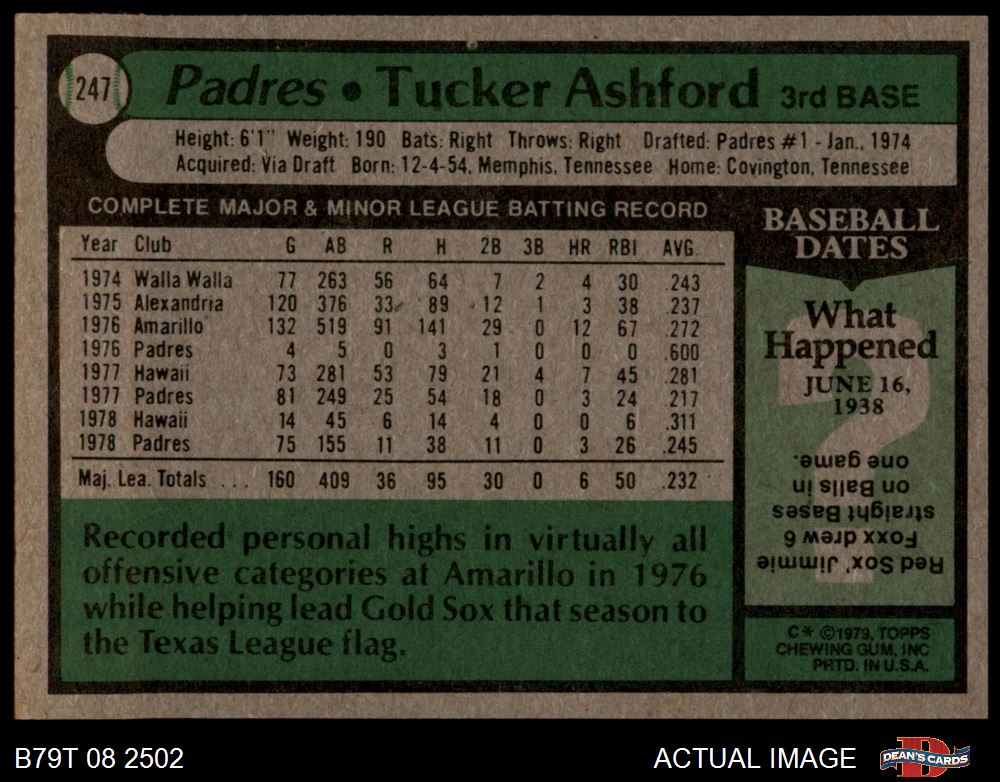 247
Padres • Tucker Ashford 3rd BASE
Height: 6'1" Weight: 190 Bats: Right Throws: Right Drafted: Padres #1 - Jan., 1974
Acquired: Via Draft Born: 12-4-54, Memphis, Tennessee Home: Covington, Tennessee
COMPLETE MAJOR & MINOR LEAGUE BATTING RECORD
Year Club G AB R H 2B 3B HR RBI AVG.
1974 Walla Walla 77 263 56 64 7 2 4 30 .243
1975 Alexandria 120 376 33 89 12 1 3 38 .237
1976 Amarillo 132 519 91 141 29 0 12 67 .272
1976 Padres 4 5 0 3 1 0 0 0 .600
1977 Hawaii 73 281 53 79 21 4 7 45 .281
1977 Padres 81 249 25 54 18 0 3 24 .217
1978 Hawaii 14 45 6 14 4 0 0 6 .311
1978 Padres 75 155 11 38 11 0 3 26 .245
Maj. Lea. Totals ... 160 409 36 95 30 0 6 50 .232
Recorded personal highs in virtually all
offensive categories at Amarillo in 1976
while helping lead Gold Sox that season to
the Texas League flag.
BASEBALL
DATES
What
Happened
JUNE 16,
1938
?
Red Sox' Jimmie
Foxx drew 6
straight Bases
on Balls in
one game.
C* ©1979, TOPPS
CHEWING GUM, INC
PRTD. IN U.S.A.
B79T 08 2502
ACTUAL IMAGE
DEAN'S CARDS